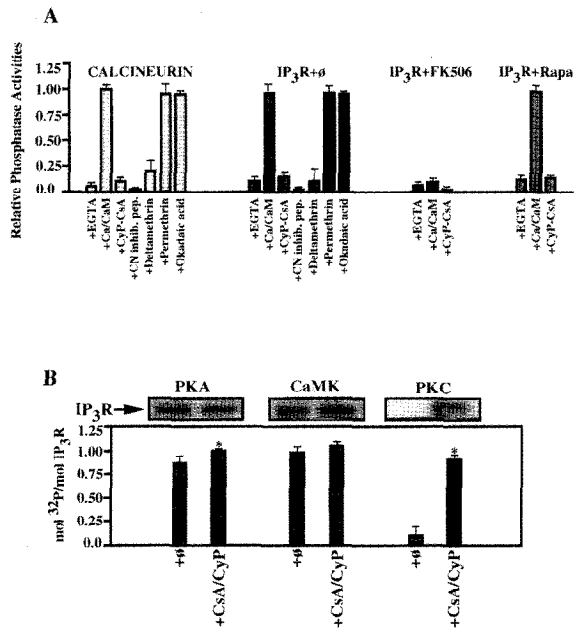 A
CALCINEURIN
IP3R+ø
IP3R+FK506
IP3R+Rapa
Relative Phosphatase Activities
1.25
1.00
0.75
0.50
0.25
0.0
+EGTA
+Ca/CaM
+CyP-CsA
+CN inhib. pep.
+Deltamethrin
+Permethrin
+Okadaic acid
+EGTA
+Ca/CaM
+CyP-CsA
+CN inhib. pep.
+Deltamethrin
+Permethrin
+Okadaic acid
+EGTA
+Ca/CaM
+CyP-CsA
+EGTA
+Ca/CaM
+CyP-CsA
B
PKA
CaMK
PKC
IP3R
mol 32P/mol IP3R
1.25
1.00
0.75
0.50
0.25
0.0
*
*
+ø
+CsA/CyP
+ø
+CsA/CyP
+ø
+CsA/CyP